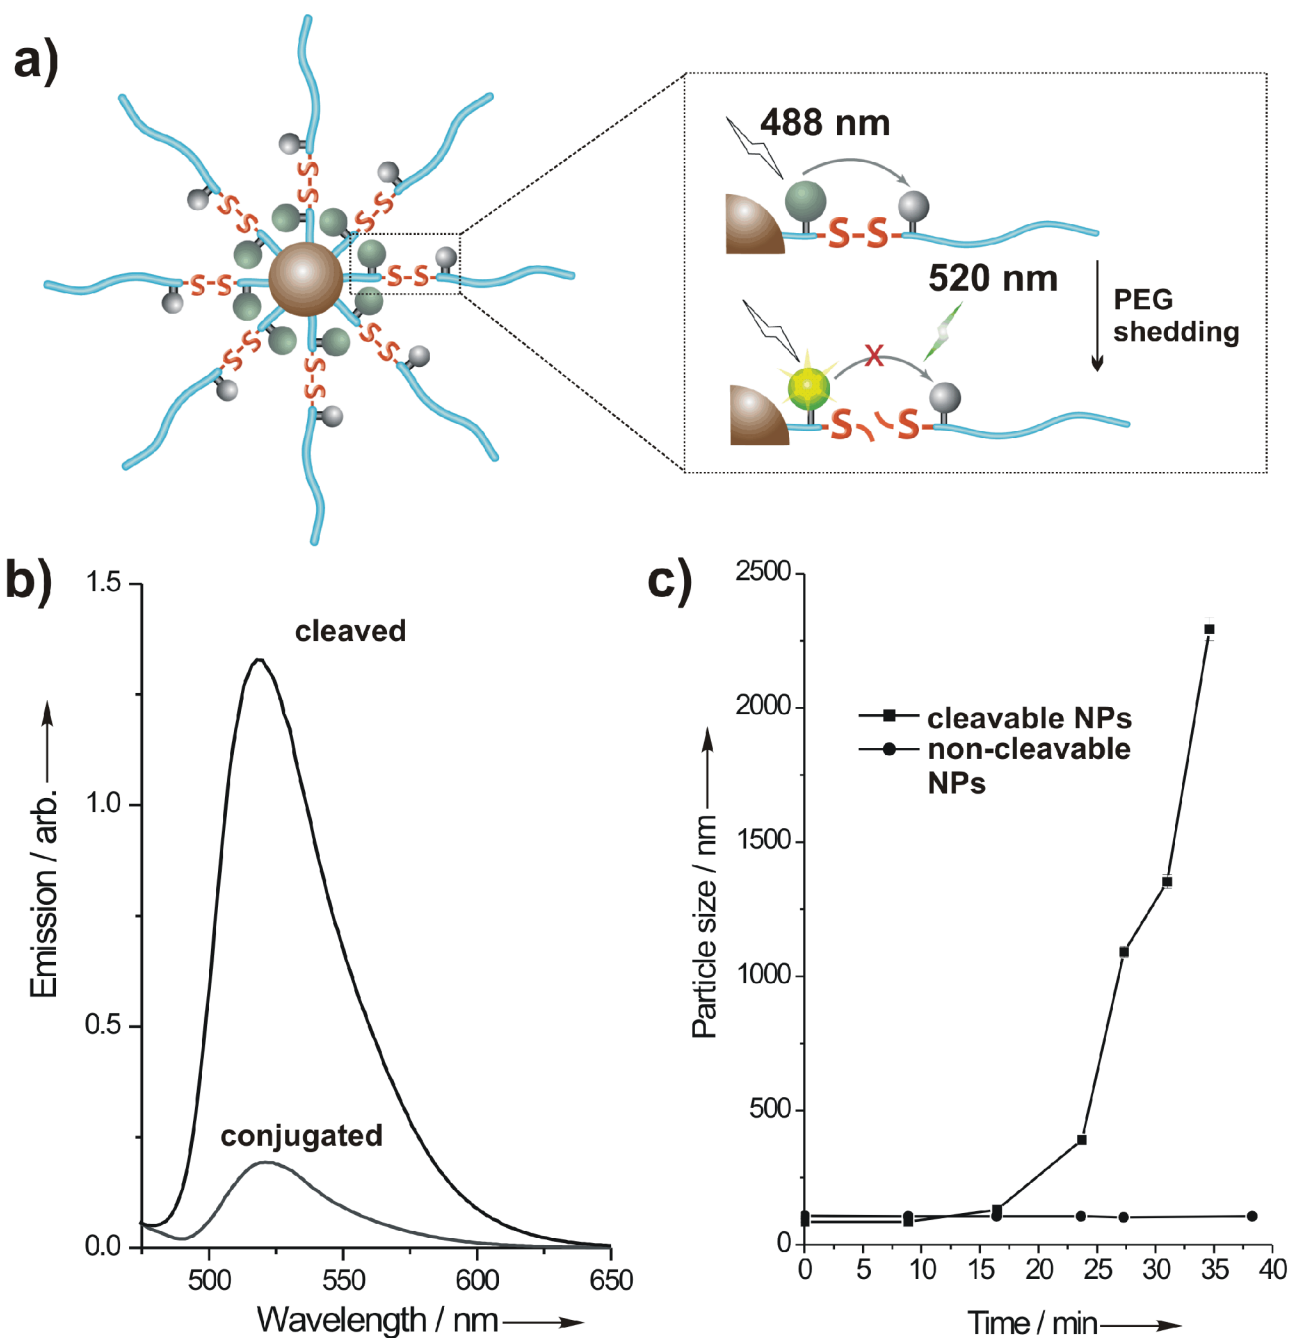 a)
488 nm
S-S
520 nm
PEG
shedding
S S
S-S
S-S
S-S
S-S
S-S
S-S
S-S
S-S
b)
1.5
1.0
0.5
0.0
cleaved
conjugated
Emission / arb.
500
550
600
650
Wavelength / nm
c)
2500
2000
1500
1000
500
0
cleavable NPs
non-cleavable
NPs
Particle size / nm
0
5
10
15
20
25
30
35
40
Time / min